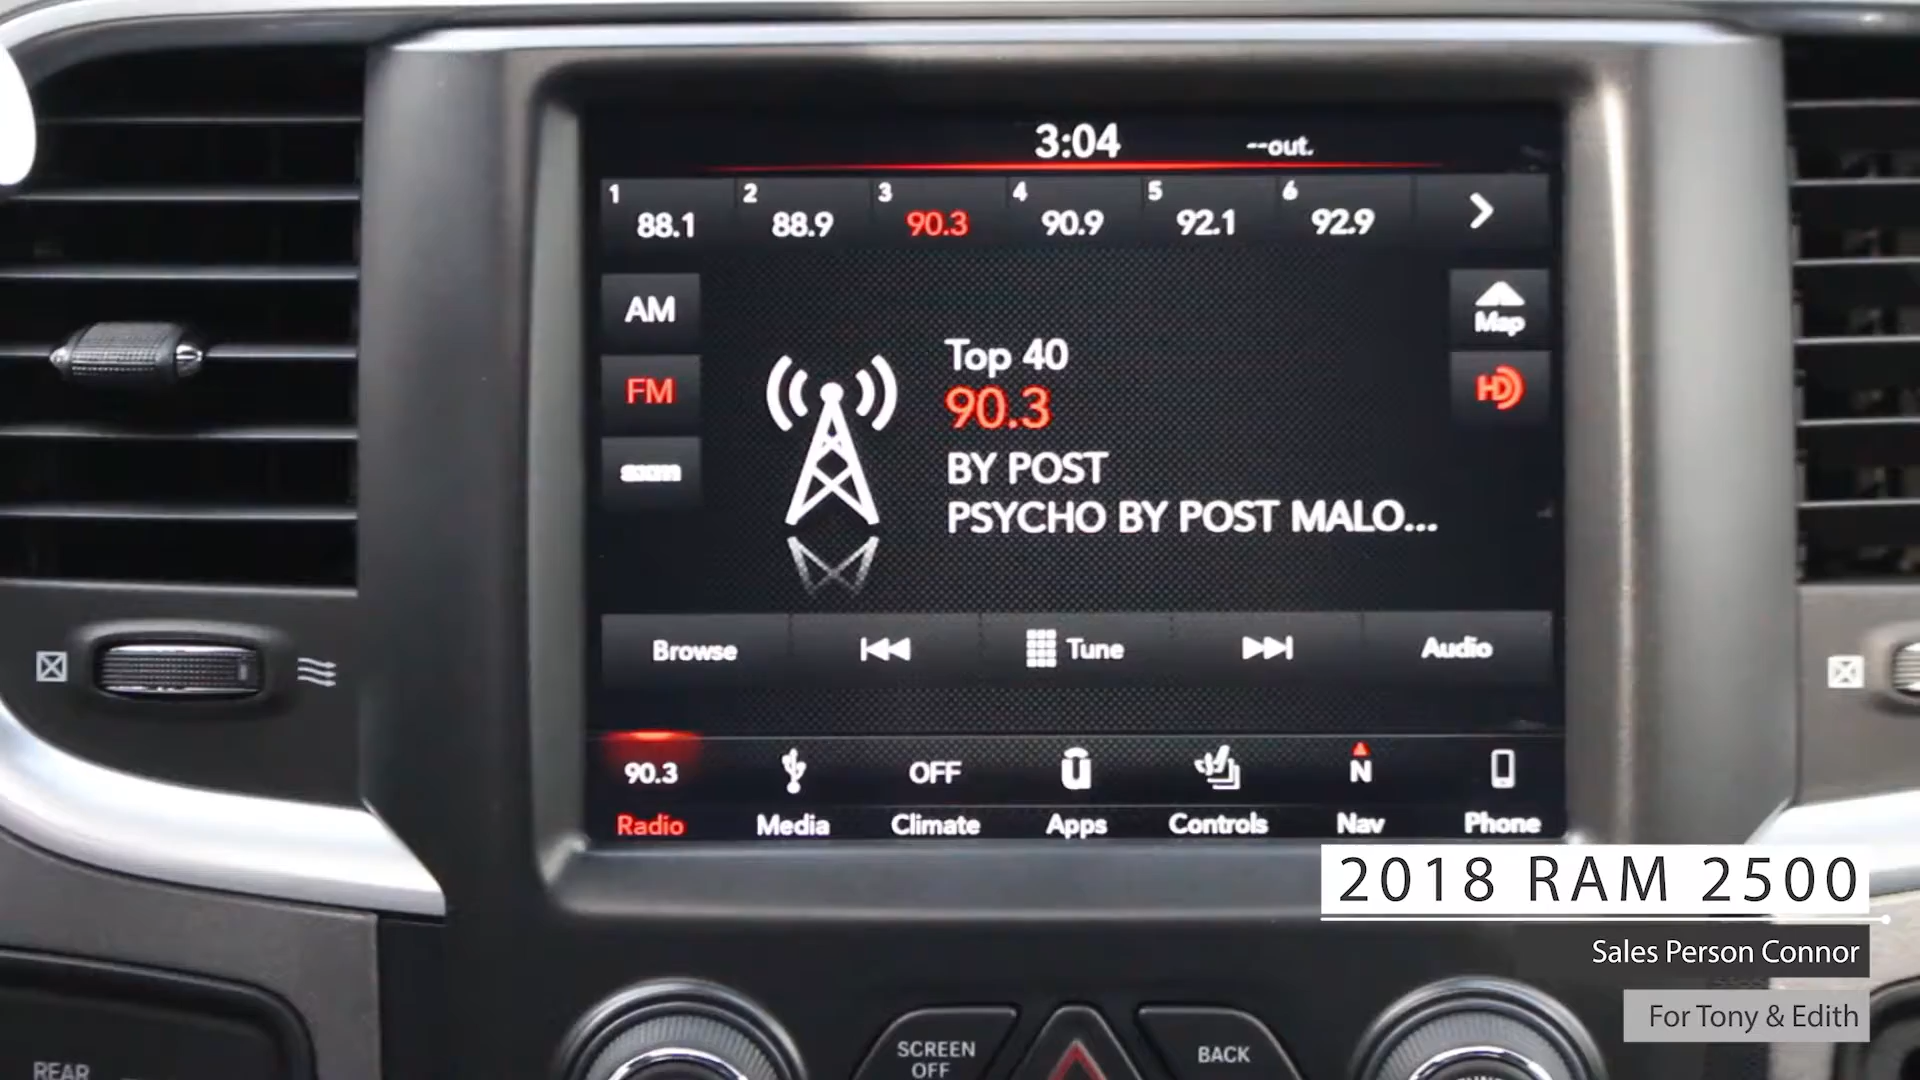 3:04
--out.
1 2 3 4 5 6
88.1 88.9 90.3 90.9 92.1 92.9
AM
Map
Top 40
FM
HD
90.3
BY POST
sxm
PSYCHO BY POST MALO...
Browse
Tune
Audio
90.3
OFF
N
Radio
Media
Climate
Apps
Controls
Nav
Phone
2018 RAM 2500
Sales Person Connor
For Tony & Edith
SCREEN
OFF
BACK
REAR